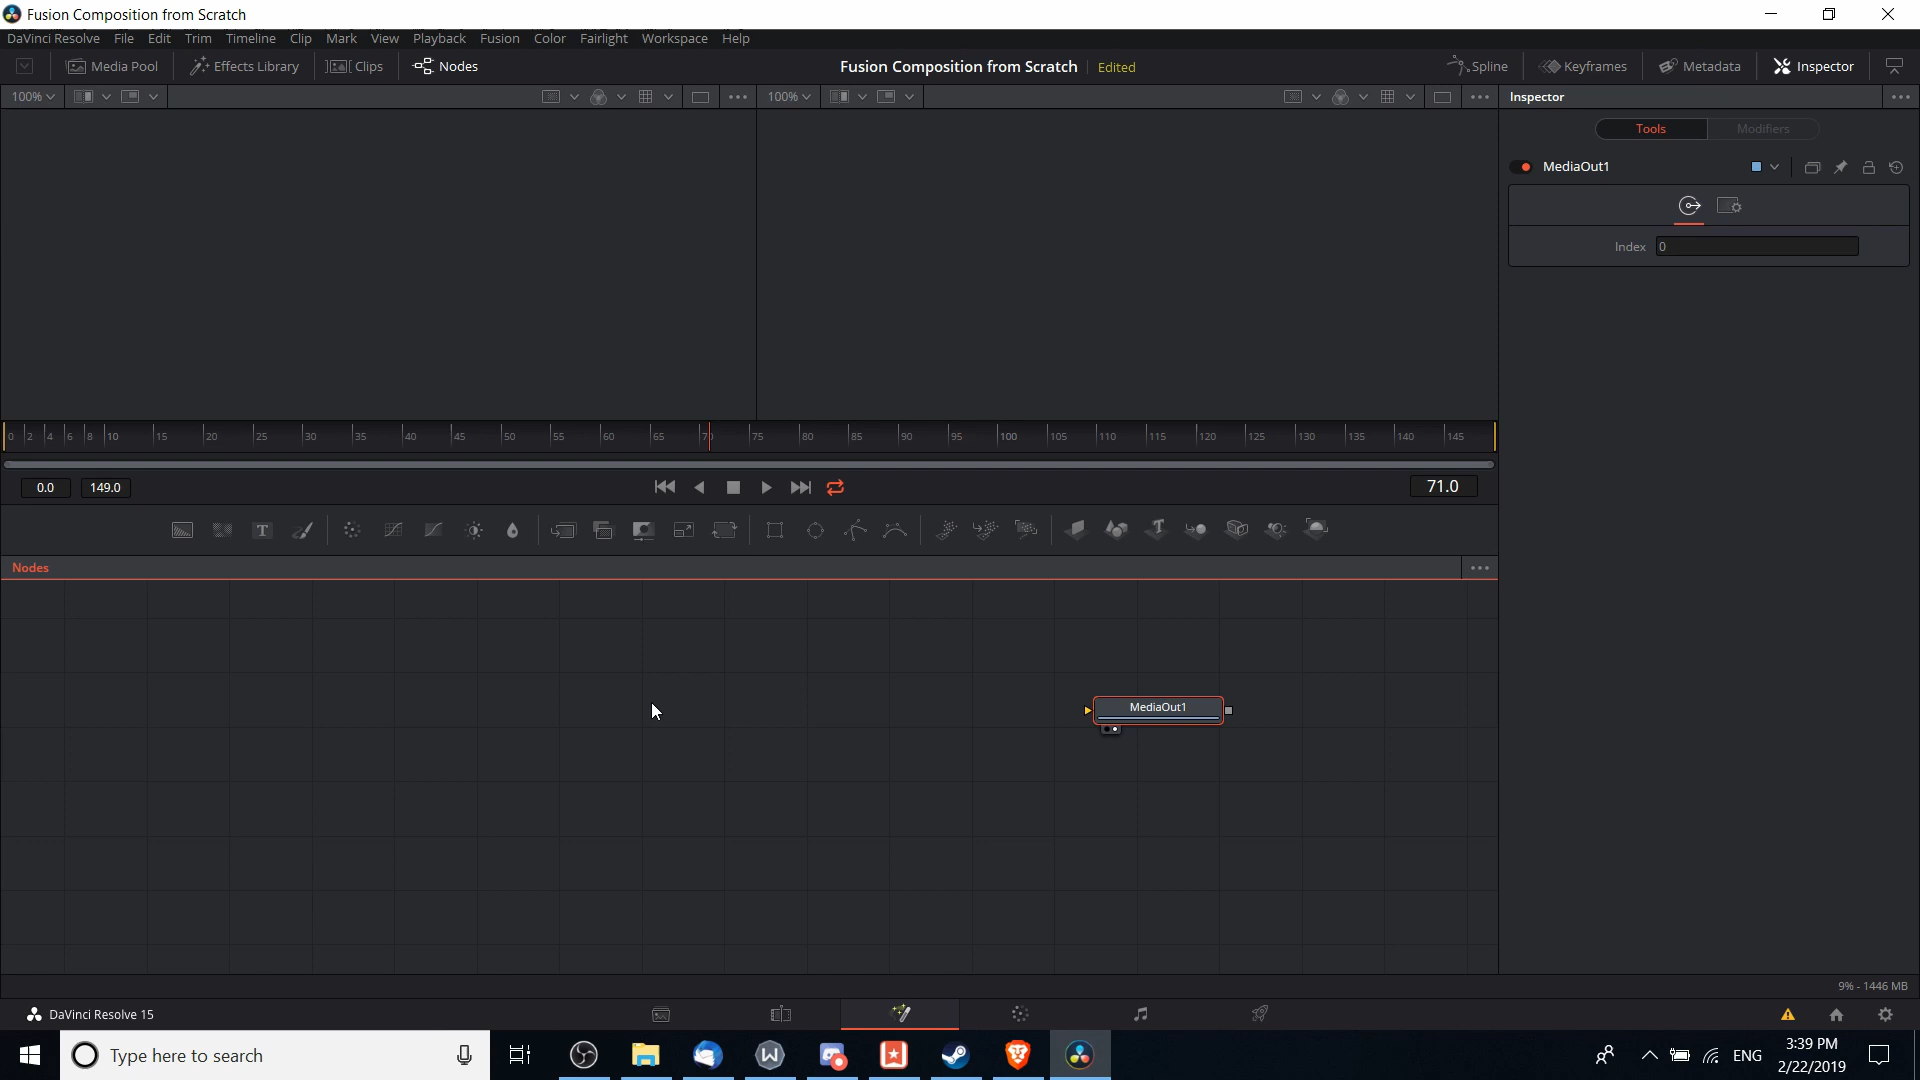 Fusion Composition from Scratch
DaVinci Resolve File Edit Trim Timeline Clip Mark View Playback Fusion Color Fairlight Workspace Help
Media Pool Effects Library Clips Nodes Fusion Composition from Scratch Edited Spline Keyframes Metadata Inspector
100% 100% Inspector
Tools Modifiers
MediaOut1
Index 0
0 2 4 6 8 10 15 20 25 30 35 40 45 50 55 60 65 70 75 80 85 90 95 100 105 110 115 120 125 130 135 140 145
0.0 149.0 71.0
T T
Nodes
MediaOut1
9% - 1446 MB
DaVinci Resolve 15
Type here to search
ENG
3:39 PM
2/22/2019